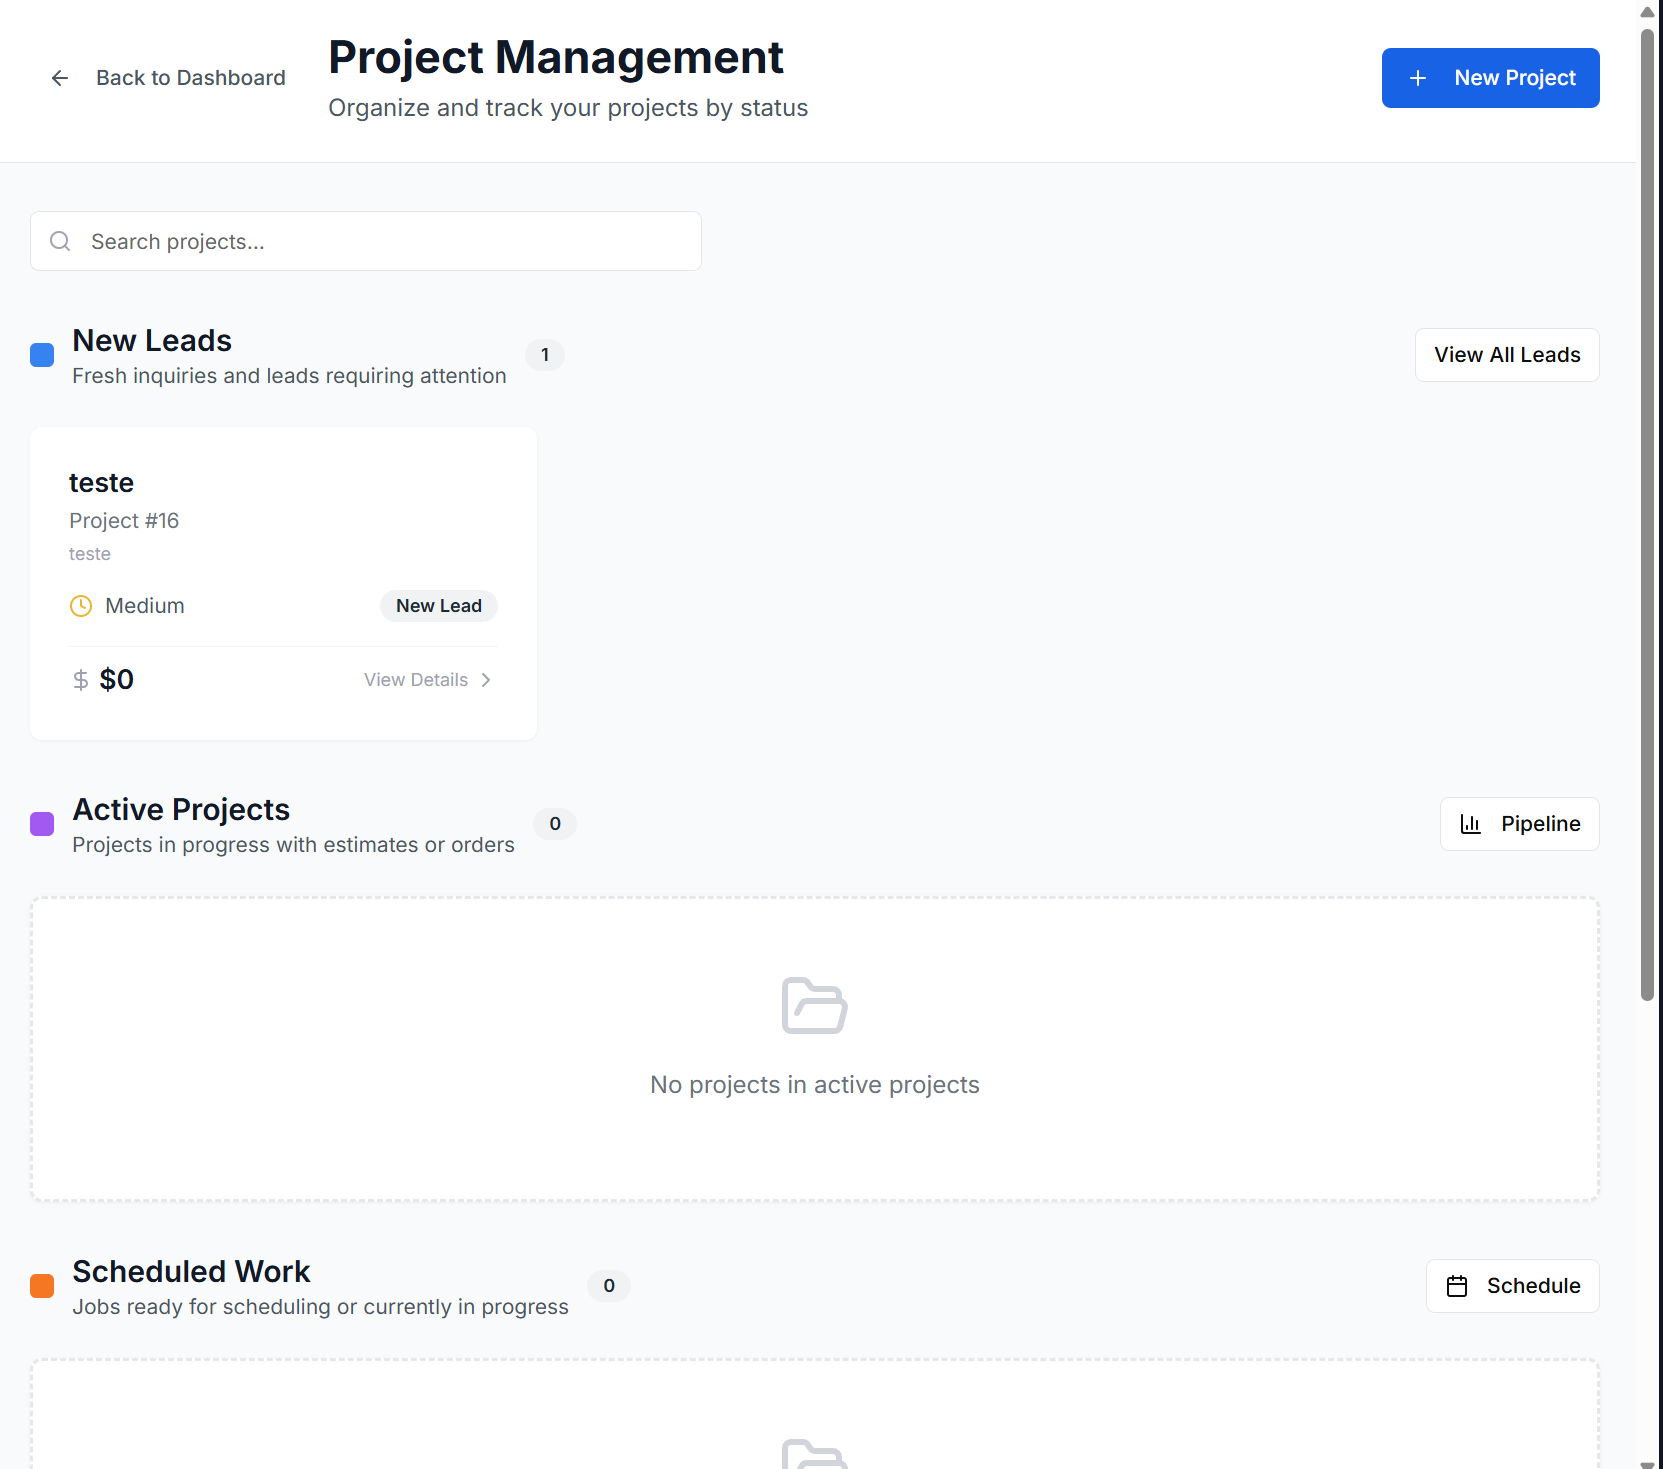 Back to Dashboard
Project Management
Organize and track your projects by status
New Project
Search projects...
New Leads
Fresh inquiries and leads requiring attention
1
View All Leads
teste
Project #16
teste
Medium
New Lead
$ $0
View Details
Active Projects
Projects in progress with estimates or orders
0
Pipeline
No projects in active projects
Scheduled Work
Jobs ready for scheduling or currently in progress
0
Schedule